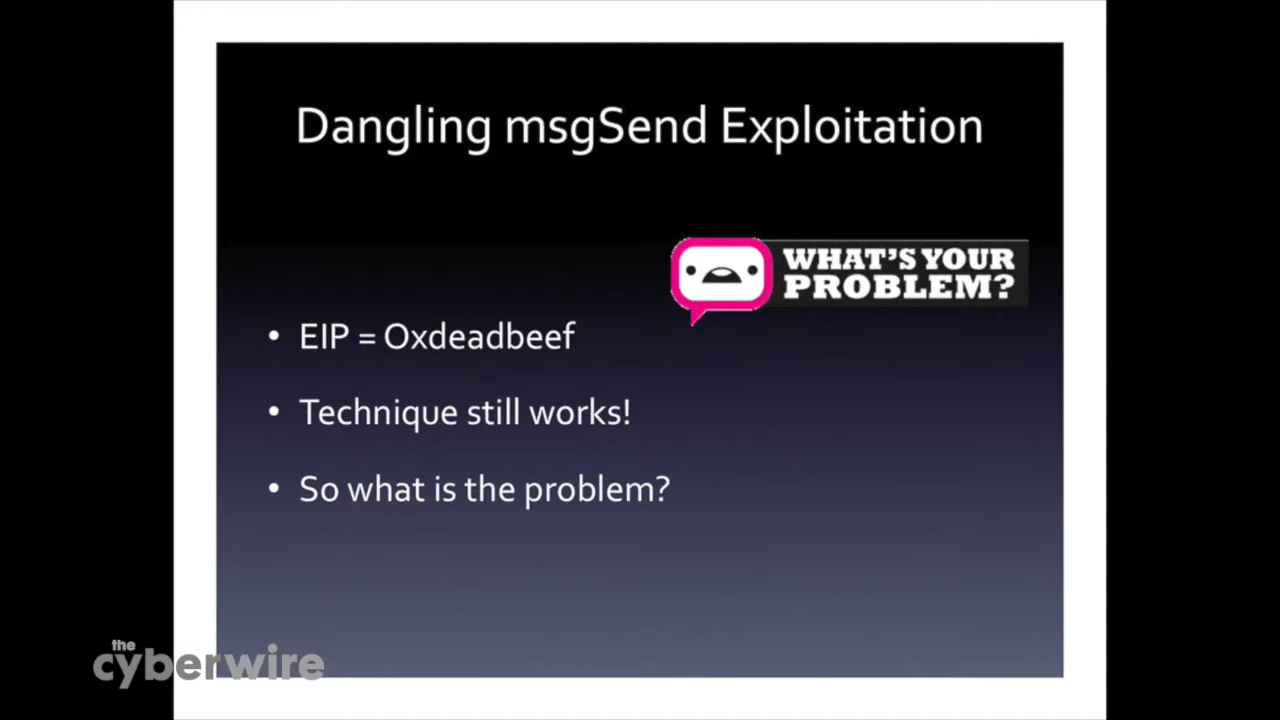 Dangling msgSend Exploitation
WHAT'S YOUR
PROBLEM?
• EIP = Oxdeadbeef
• Technique still works!
• So what is the problem?
the
cyberwire